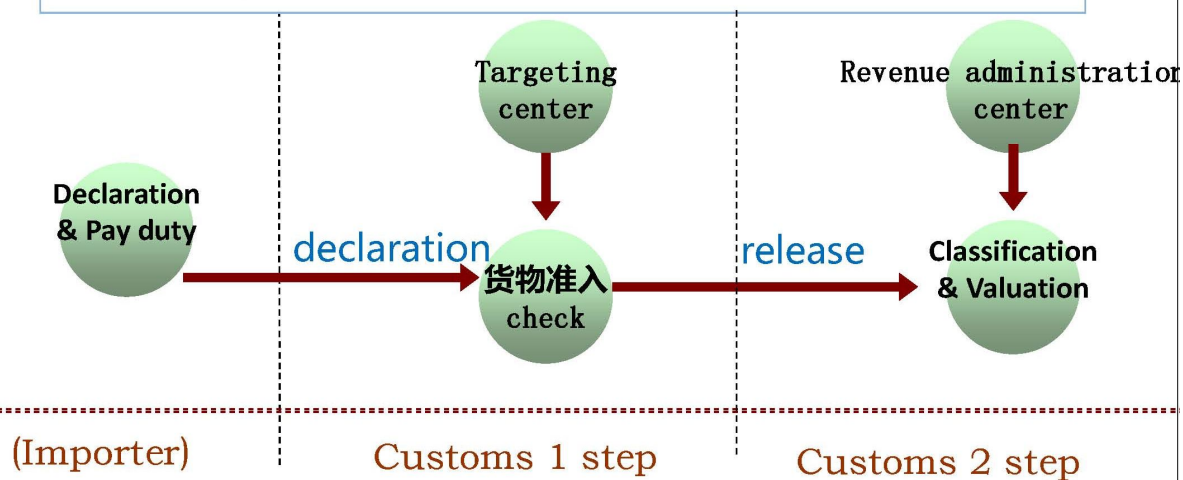 Targeting
center
Revenue administration
center
Declaration
& Pay duty
declaration
货物准入
check
release
Classification
& Valuation
(Importer)
Customs 1 step
Customs 2 step